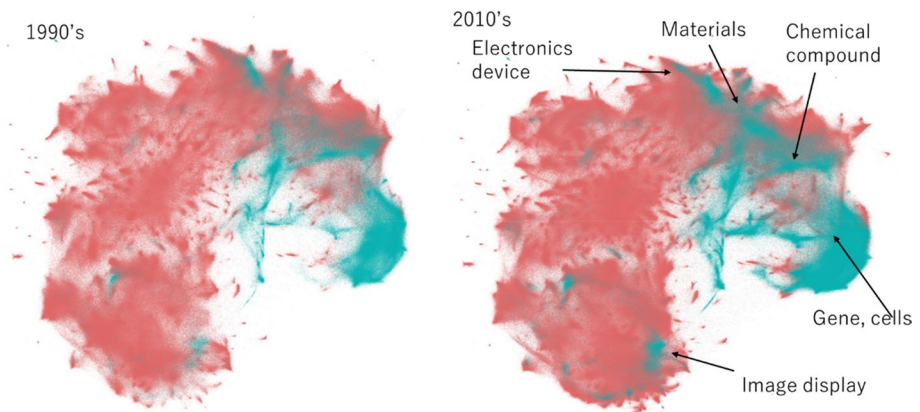 1990's
2010's
Electronics
device
Materials
Chemical
compound
Gene, cells
Image display